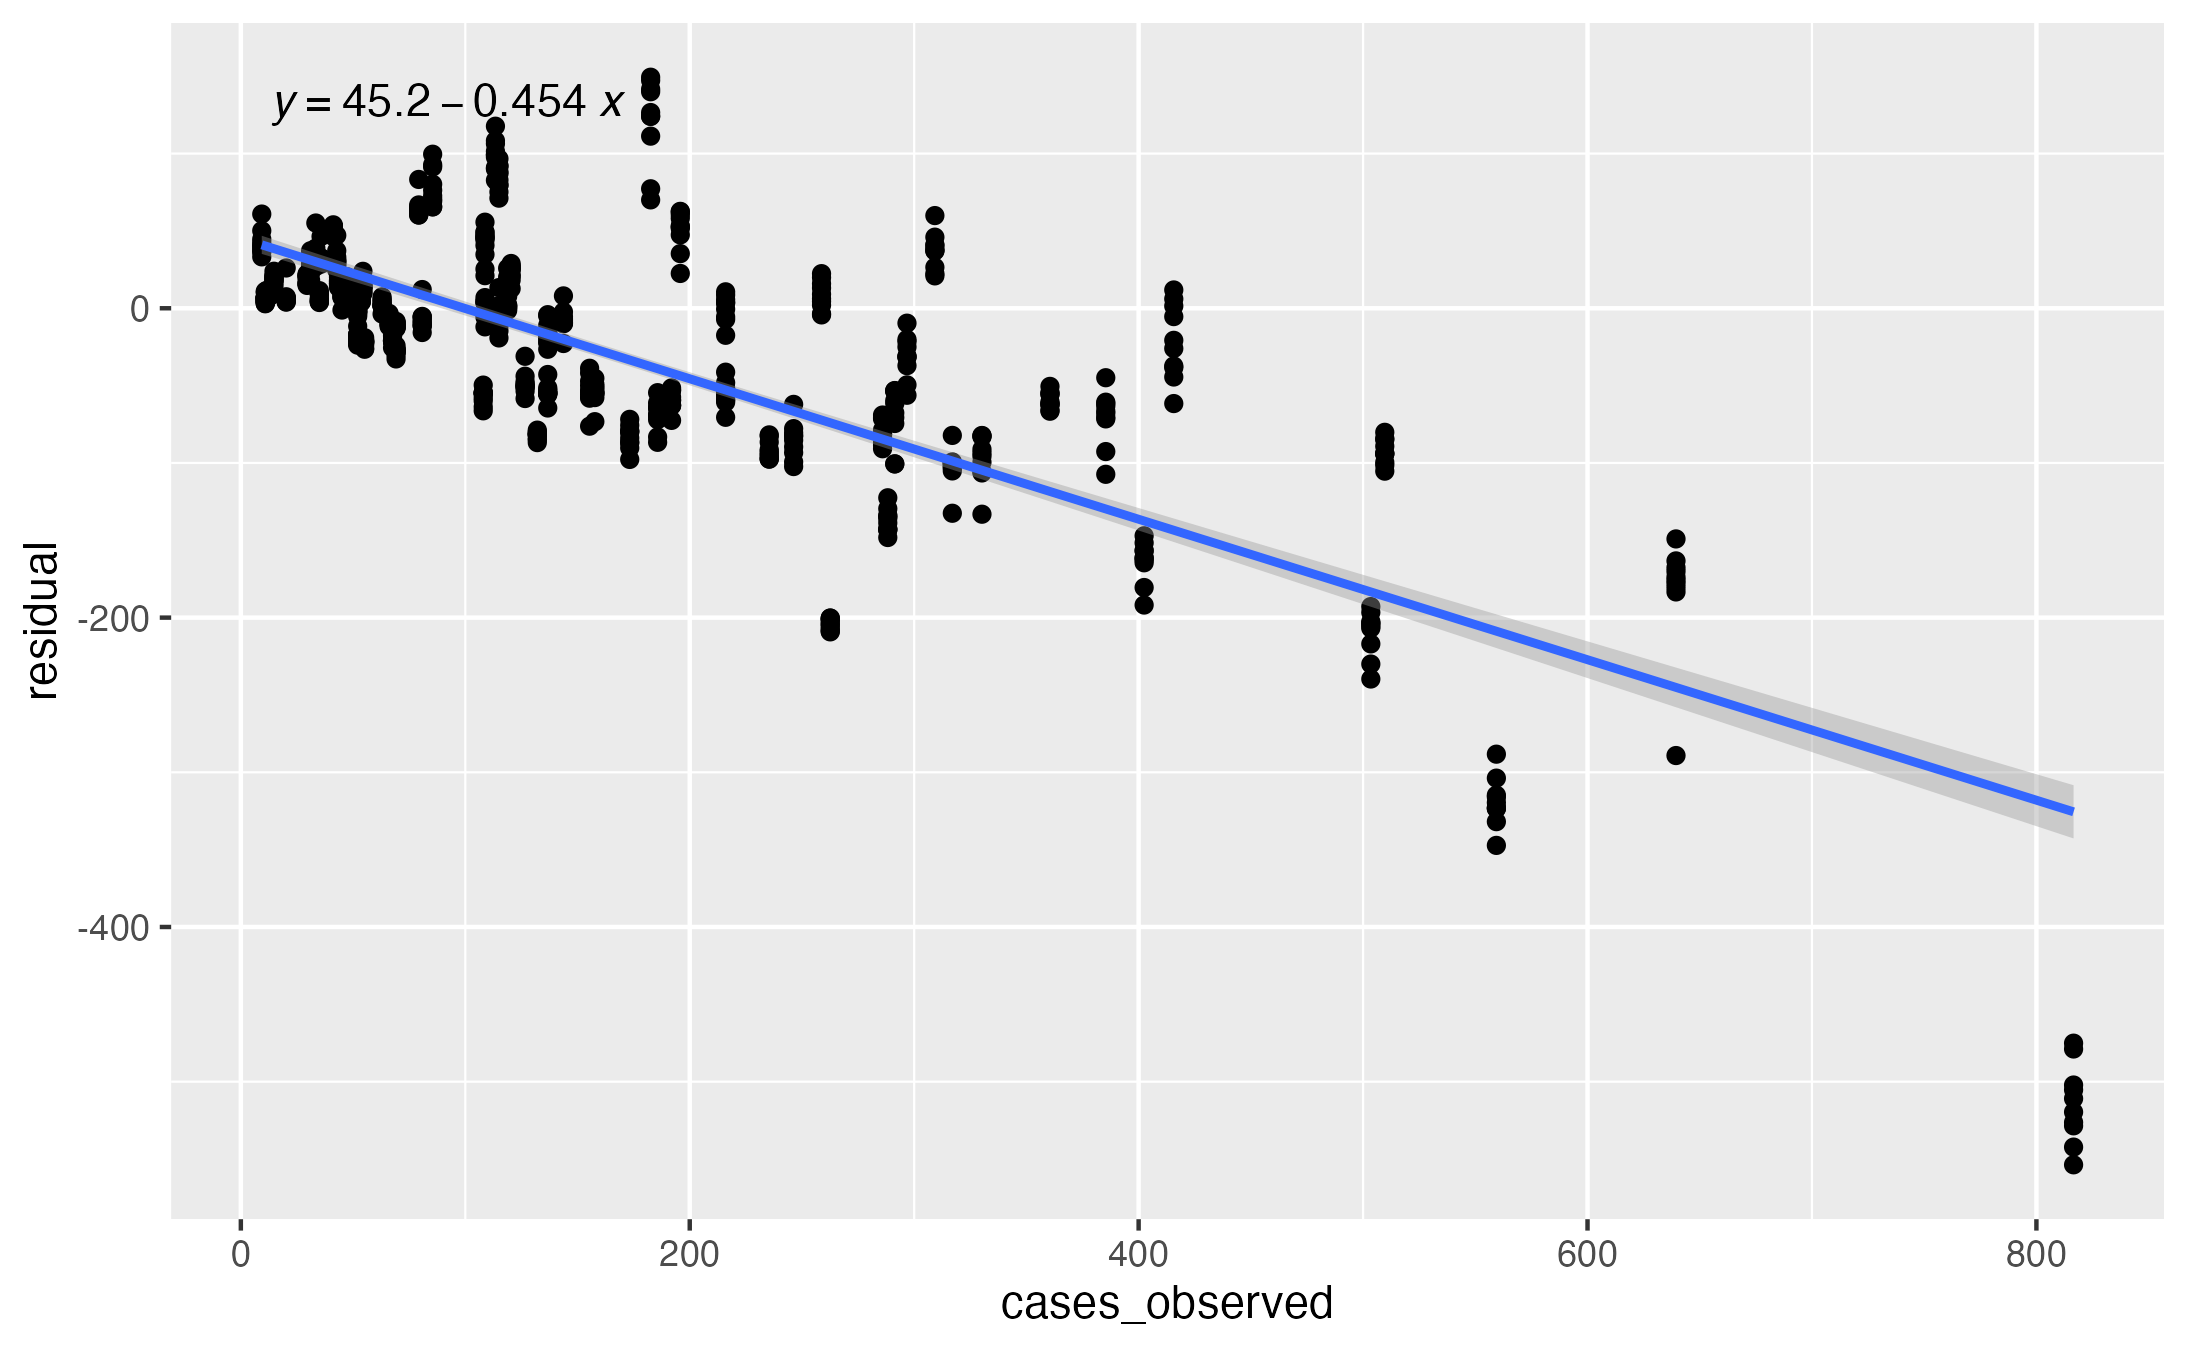 y = 45.2 – 0.454 x
0
-200
-400
residual
0 200 400 600 800
cases_observed